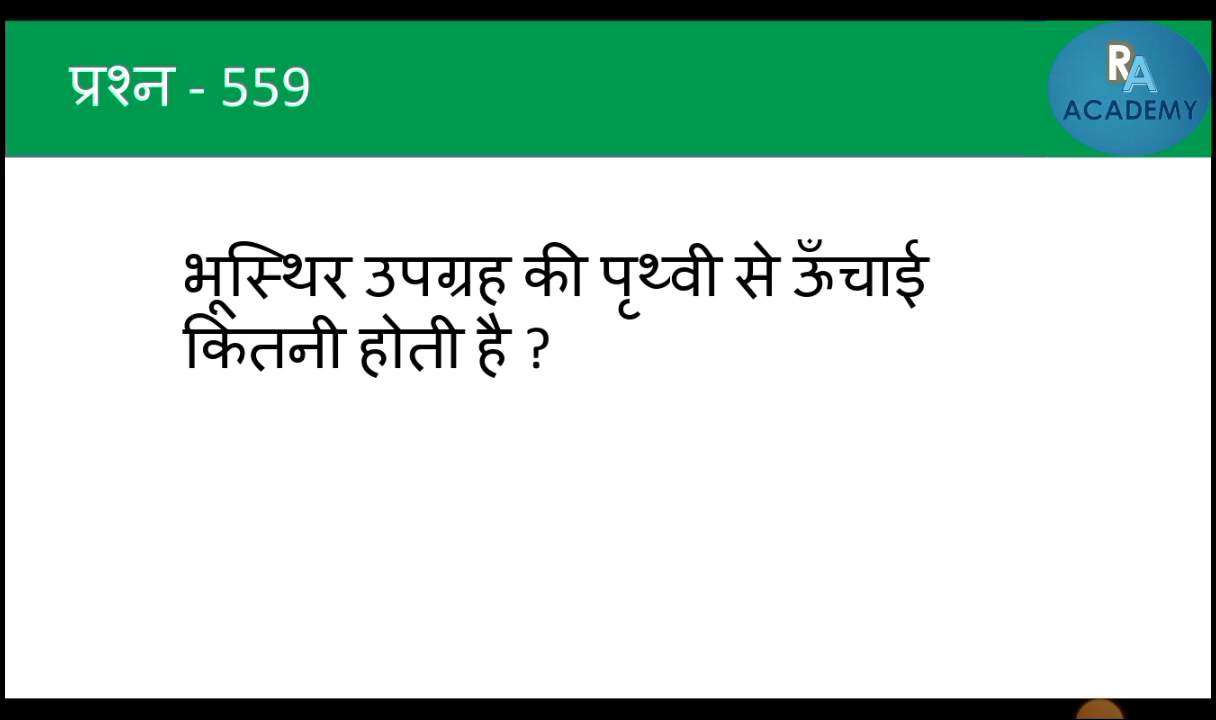 प्रश्न - 559
RA
ACADEMY
भूस्थिर उपग्रह की पृथ्वी से ऊँचाई
कितनी होती है ?